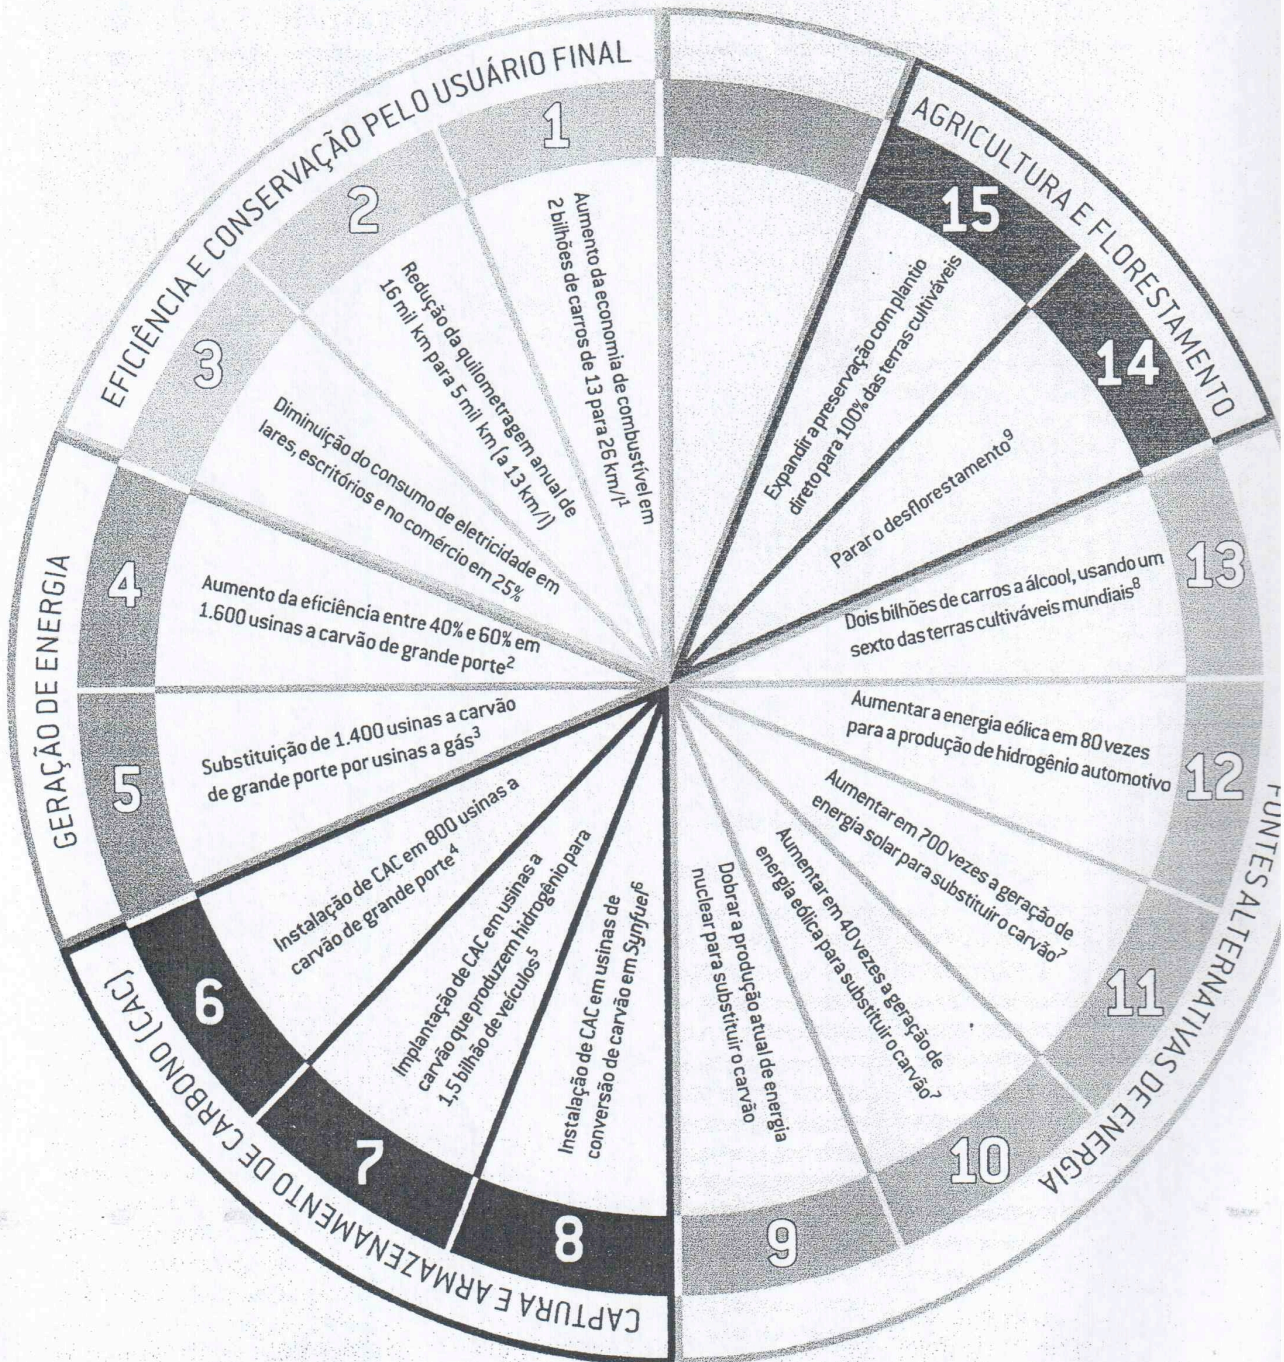 EFICIÊNCIA E CONSERVAÇÃO PELO USUÁRIO FINAL
1
Aumento da economia de combustível em
2 bilhões de carros de 13 para 26 km/l¹
2
Redução da quilometragem anual de
16 mil km para 5 mil km (a 13 km/l)
3
Diminuição do consumo de eletricidade em
lares, escritórios e no comércio em 25%
GERAÇÃO DE ENERGIA
4
Aumento da eficiência entre 40% e 60% em
1.600 usinas a carvão de grande porte²
5
Substituição de 1.400 usinas a carvão
de grande porte por usinas a gás³
CAPTURA E ARMAZENAMENTO DE CARBONO (CAC)
6
Instalação de CAC em 800 usinas a
carvão de grande porte⁴
7
Implantação de CAC em usinas a
carvão que produzem hidrogênio para
1,5 bilhão de veículos⁵
8
Instalação de CAC em usinas de
conversão de carvão em Synfuel⁶
FONTES ALTERNATIVAS DE ENERGIA
9
Dobrar a produção atual de energia
nuclear para substituir o carvão
10
Aumentar em 40 vezes a geração de
energia eólica para substituir o carvão⁷
11
Aumentar em 700 vezes a geração de
energia solar para substituir o carvão⁷
12
Aumentar a energia eólica em 80 vezes
para a produção de hidrogênio automotivo
13
Dois bilhões de carros a álcool, usando um
sexto das terras cultiváveis mundiais⁸
AGRICULTURA E FLORESTAMENTO
14
Parar o desflorestamento⁹
15
Expandir a preservação com plantio
direto para 100% das terras cultiváveis